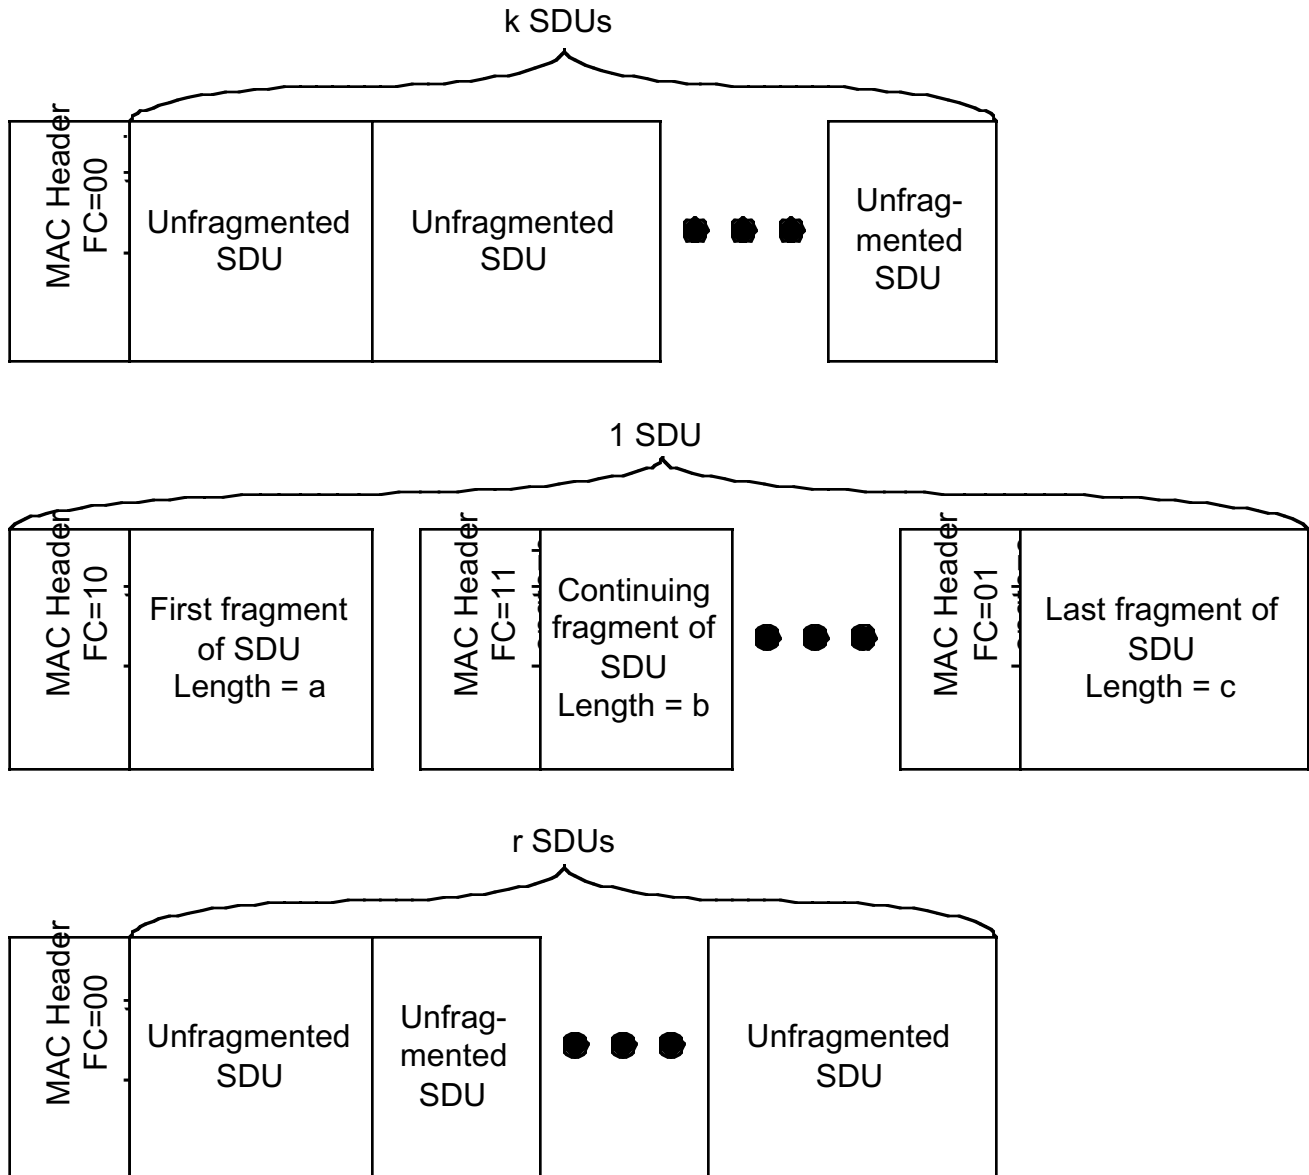 k SDUs
MAC Header
FC=00
Unfragmented
SDU
Unfragmented
SDU
Unfrag-
mented
SDU
1 SDU
MAC Header
FC=10
First fragment
of SDU
Length = a
MAC Header
FC=11
Continuing
fragment of
SDU
Length = b
MAC Header
FC=01
Last fragment of
SDU
Length = c
r SDUs
MAC Header
FC=00
Unfragmented
SDU
Unfrag-
mented
SDU
Unfragmented
SDU